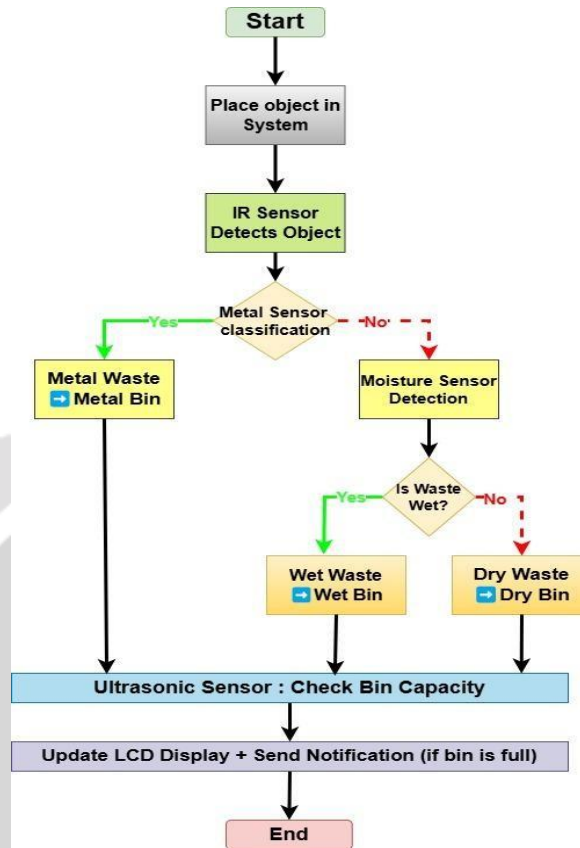 Start
Place object in
System
IR Sensor
Detects Object
Metal Sensor
classification
Yes
No
Metal Waste
➡️ Metal Bin
Moisture Sensor
Detection
Is Waste
Wet?
Yes
No
Wet Waste
➡️ Wet Bin
Dry Waste
➡️ Dry Bin
Ultrasonic Sensor : Check Bin Capacity
Update LCD Display + Send Notification (if bin is full)
End